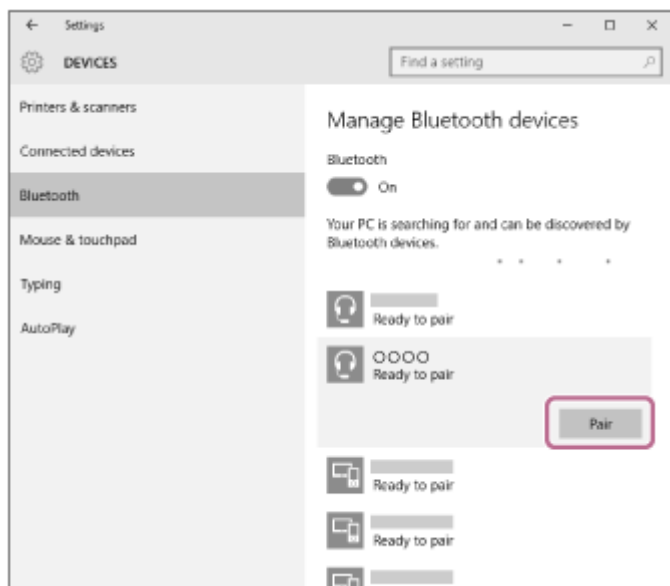 Settings
DEVICES
Find a setting
Printers & scanners
Connected devices
Bluetooth
Mouse & touchpad
Typing
AutoPlay
Manage Bluetooth devices
Bluetooth
On
Your PC is searching for and can be discovered by
Bluetooth devices.
Ready to pair
OOOO
Ready to pair
Pair
Ready to pair
Ready to pair